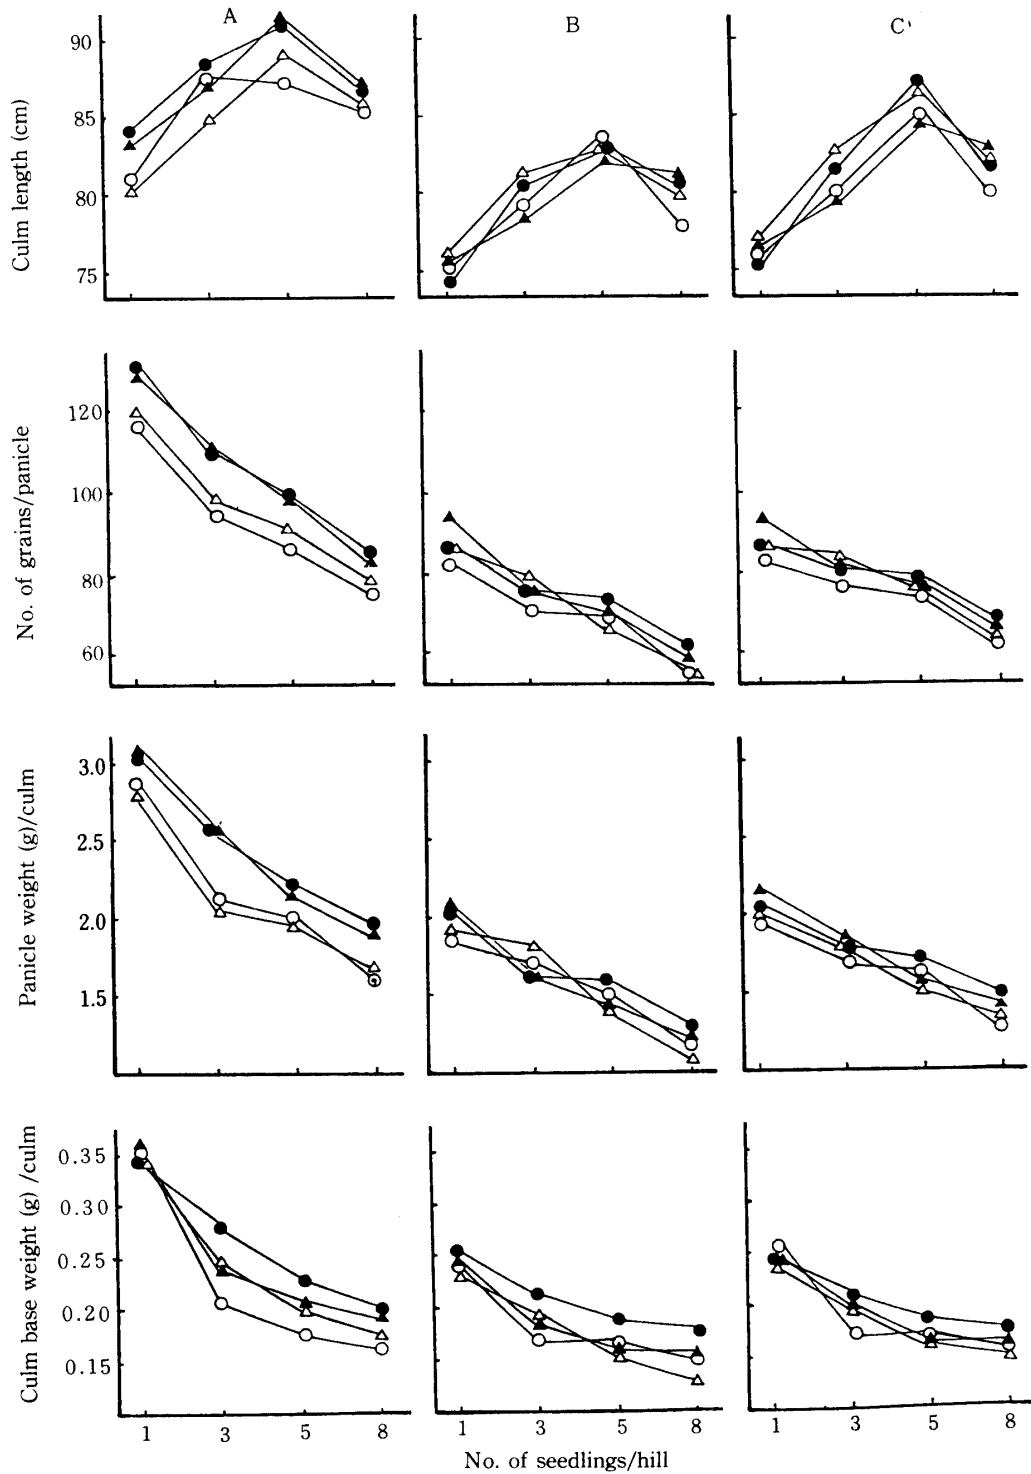 A
B
C'
Culm length (cm)
90
85
80
75
No. of grains/panicle
120
100
80
60
Panicle weight (g)/culm
3.0
2.5
2.0
1.5
Culm base weight (g) /culm
0.35
0.30
0.25
0.20
0.15
1 3 5 8 1 3 5 8 1 3 5 8
No. of seedlings/hill